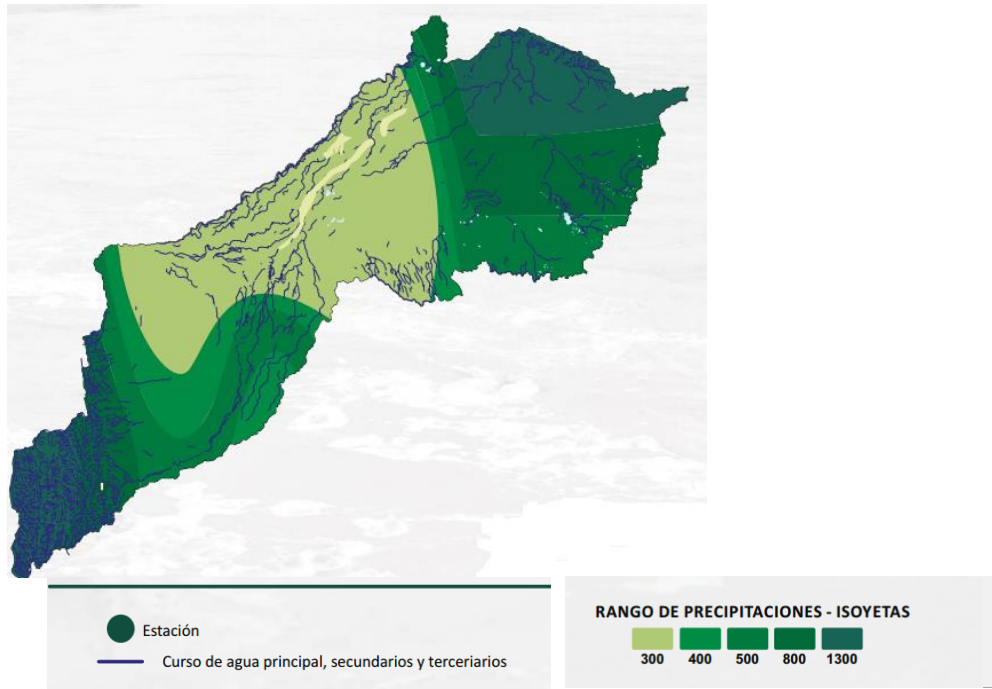 Estación
Curso de agua principal, secundarios y terceriarios
RANGO DE PRECIPITACIONES - ISOYETAS
300 400 500 800 1300